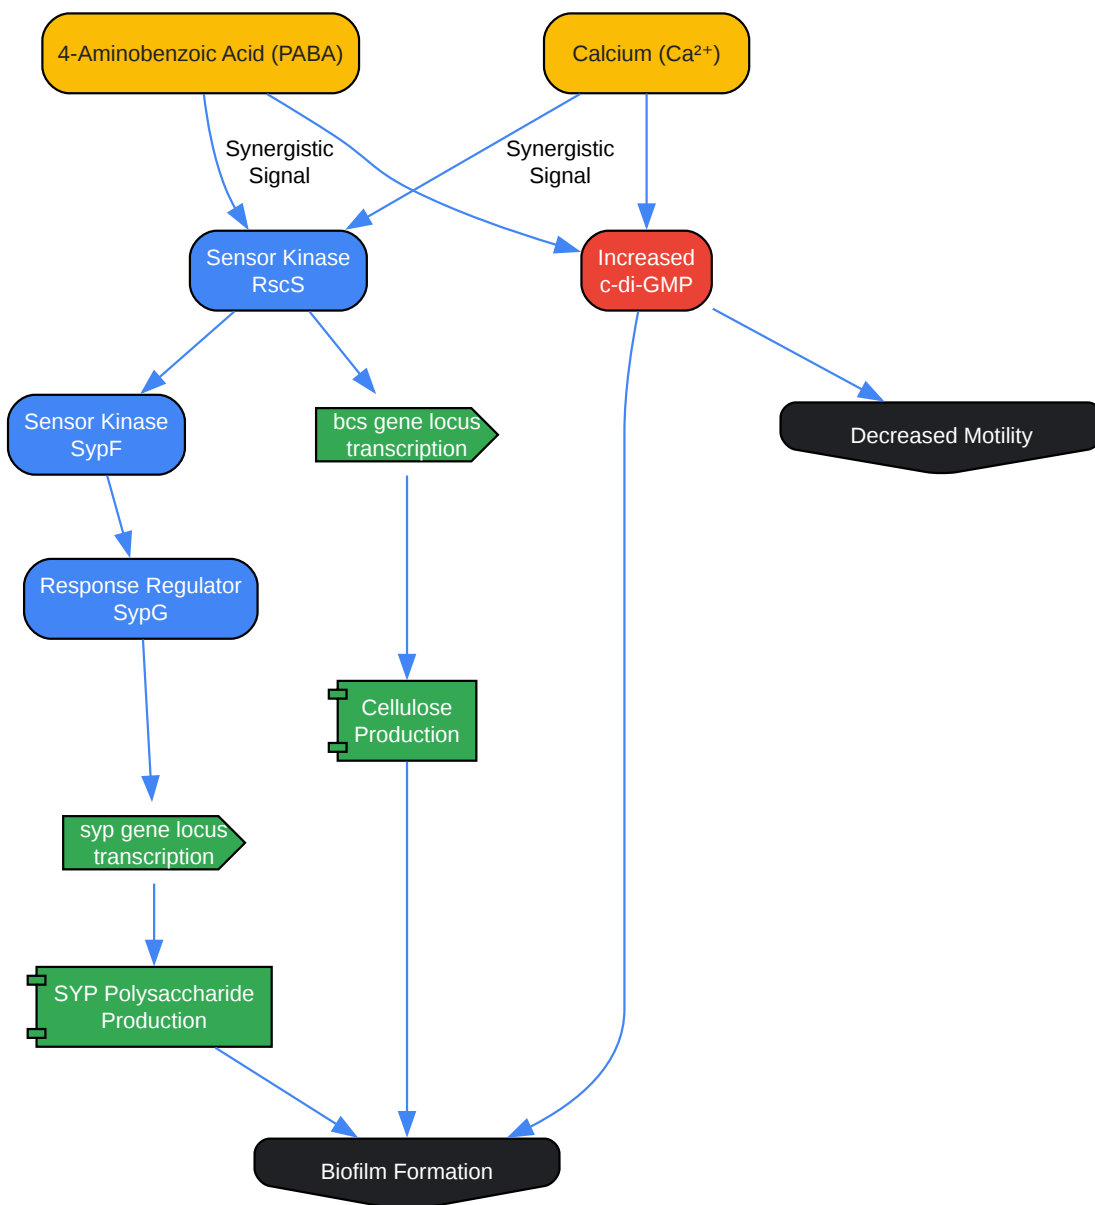 4-Aminobenzoic Acid (PABA)
Calcium (Ca²⁺)
Synergistic
Signal
Synergistic
Signal
Sensor Kinase
RscS
Increased
c-di-GMP
Sensor Kinase
SypF
bcs gene locus
transcription
Decreased Motility
Response Regulator
SypG
Cellulose
Production
syp gene locus
transcription
SYP Polysaccharide
Production
Biofilm Formation